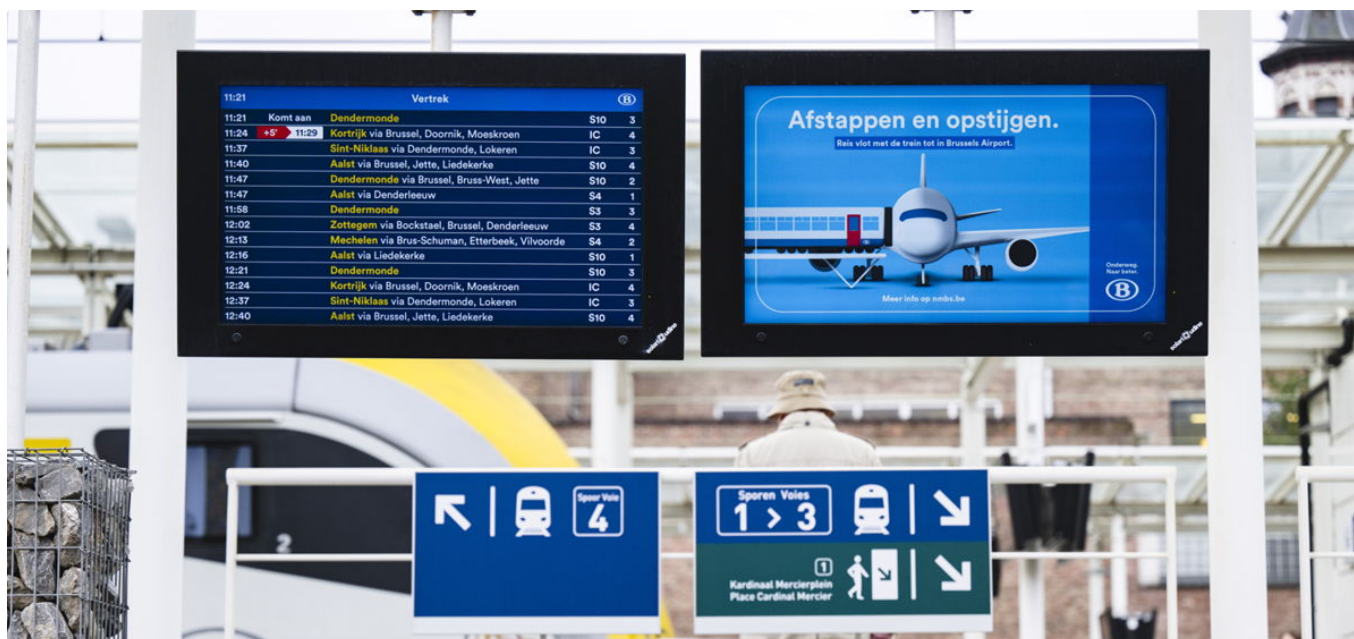 11:21 Vertrek B
11:21 Komt aan Dendermonde S10 3
11:24 +5' 11:29 Kortrijk via Brussel, Doornik, Moeskroen IC 4
11:37 Sint-Niklaas via Dendermonde, Lokeren IC 3
11:40 Aalst via Brussel, Jette, Liedekerke S10 4
11:47 Dendermonde via Brussel, Bruss-West, Jette S10 2
11:47 Aalst via Denderleeuw S4 1
11:58 Dendermonde S3 3
12:02 Zottegem via Bockstael, Brussel, Denderleeuw S3 4
12:13 Mechelen via Brus-Schuman, Etterbeek, Vilvoorde S4 2
12:16 Aalst via Liedekerke S10 1
12:21 Dendermonde S10 3
12:24 Kortrijk via Brussel, Doornik, Moeskroen IC 4
12:37 Sint-Niklaas via Dendermonde, Lokeren IC 3
12:40 Aalst via Brussel, Jette, Liedekerke S10 4
solari udine
Afstappen en opstijgen.
Reis vlot met de trein tot in Brussels Airport.
Onderweg.
Naar beter.
B
Meer info op nmbs.be
solari udine
2
Spoor Voie
4
Sporen Voies
1 > 3
1
Kardinaal Mercierplein
Place Cardinal Mercier